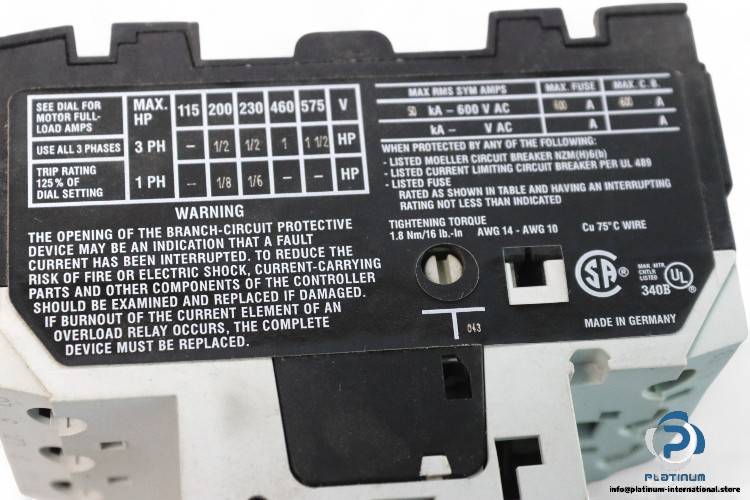 SEE DIAL FOR MOTOR FULL-LOAD AMPS MAX. HP 115 200 230 460 575 V
USE ALL 3 PHASES 3 PH – 1/2 1/2 1 1 1/2 HP
TRIP RATING 125% OF DIAL SETTING 1 PH – 1/8 1/6 – – HP
WARNING
THE OPENING OF THE BRANCH-CIRCUIT PROTECTIVE
DEVICE MAY BE AN INDICATION THAT A FAULT
CURRENT HAS BEEN INTERRUPTED. TO REDUCE THE
RISK OF FIRE OR ELECTRIC SHOCK, CURRENT-CARRYING
PARTS AND OTHER COMPONENTS OF THE CONTROLLER
SHOULD BE EXAMINED AND REPLACED IF DAMAGED.
IF BURNOUT OF THE CURRENT ELEMENT OF AN
OVERLOAD RELAY OCCURS, THE COMPLETE
DEVICE MUST BE REPLACED.
MAX RMS SYM AMPS MAX. FUSE MAX. C.B.
50 kA – 600 V AC 600 A 600 A
kA – V AC A A
WHEN PROTECTED BY ANY OF THE FOLLOWING:
- LISTED MOELLER CIRCUIT BREAKER NZM(H)6(b)
- LISTED CURRENT LIMITING CIRCUIT BREAKER PER UL 489
- LISTED FUSE
RATED AS SHOWN IN TABLE AND HAVING AN INTERRUPTING
RATING NOT LESS THAN INDICATED
TIGHTENING TORQUE
1.8 Nm/16 lb.-In AWG 14 - AWG 10 Cu 75°C WIRE
SA ®
MAN. MTR. CNTLR LISTED
340B
UL ®
T 043
MADE IN GERMANY
PLATINUM
info@platinum-international.store